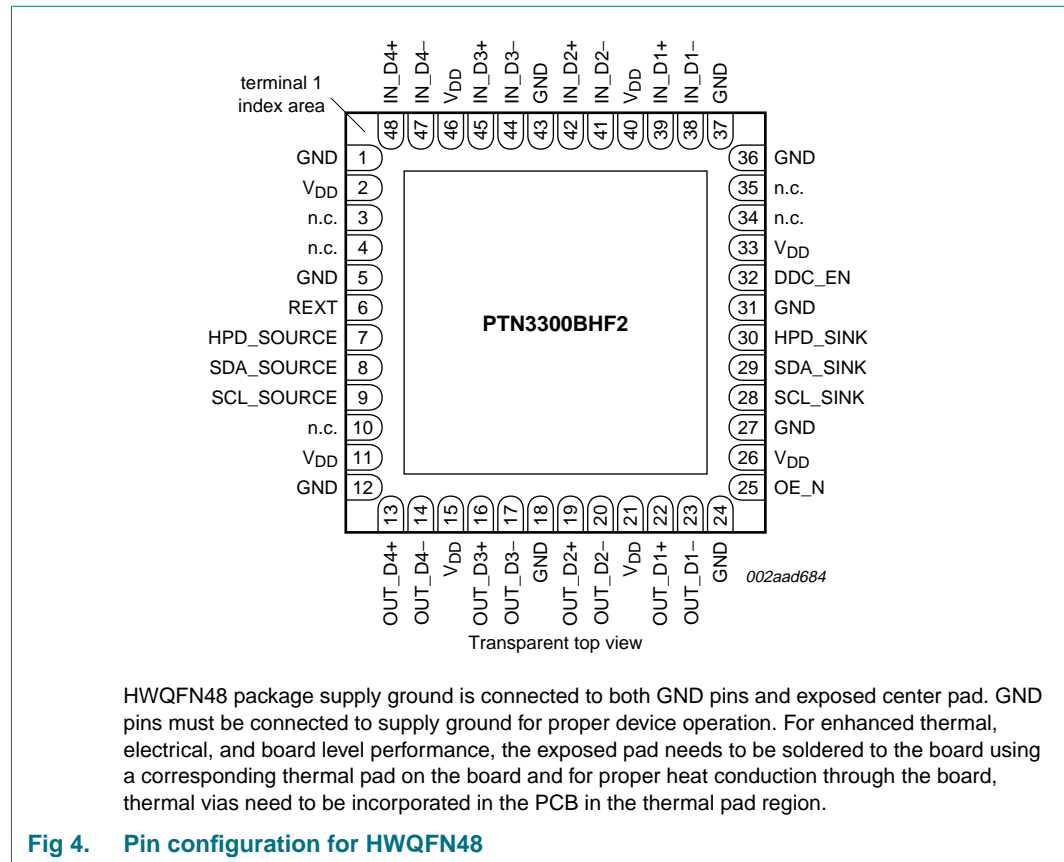 IN_D4+
IN_D4−
VDD
IN_D3+
IN_D3−
GND
IN_D2+
IN_D2−
VDD
IN_D1+
IN_D1−
GND
terminal 1
index area
48 47 46 45 44 43 42 41 40 39 38 37
GND 1
VDD 2
n.c. 3
n.c. 4
GND 5
REXT 6
HPD_SOURCE 7
SDA_SOURCE 8
SCL_SOURCE 9
n.c. 10
VDD 11
GND 12
PTN3300BHF2
36 GND
35 n.c.
34 n.c.
33 VDD
32 DDC_EN
31 GND
30 HPD_SINK
29 SDA_SINK
28 SCL_SINK
27 GND
26 VDD
25 OE_N
13 14 15 16 17 18 19 20 21 22 23 24
OUT_D4+
OUT_D4−
VDD
OUT_D3+
OUT_D3−
GND
OUT_D2+
OUT_D2−
VDD
OUT_D1+
OUT_D1−
GND
002aad684
Transparent top view
HWQFN48 package supply ground is connected to both GND pins and exposed center pad. GND
pins must be connected to supply ground for proper device operation. For enhanced thermal,
electrical, and board level performance, the exposed pad needs to be soldered to the board using
a corresponding thermal pad on the board and for proper heat conduction through the board,
thermal vias need to be incorporated in the PCB in the thermal pad region.
Fig 4. Pin configuration for HWQFN48